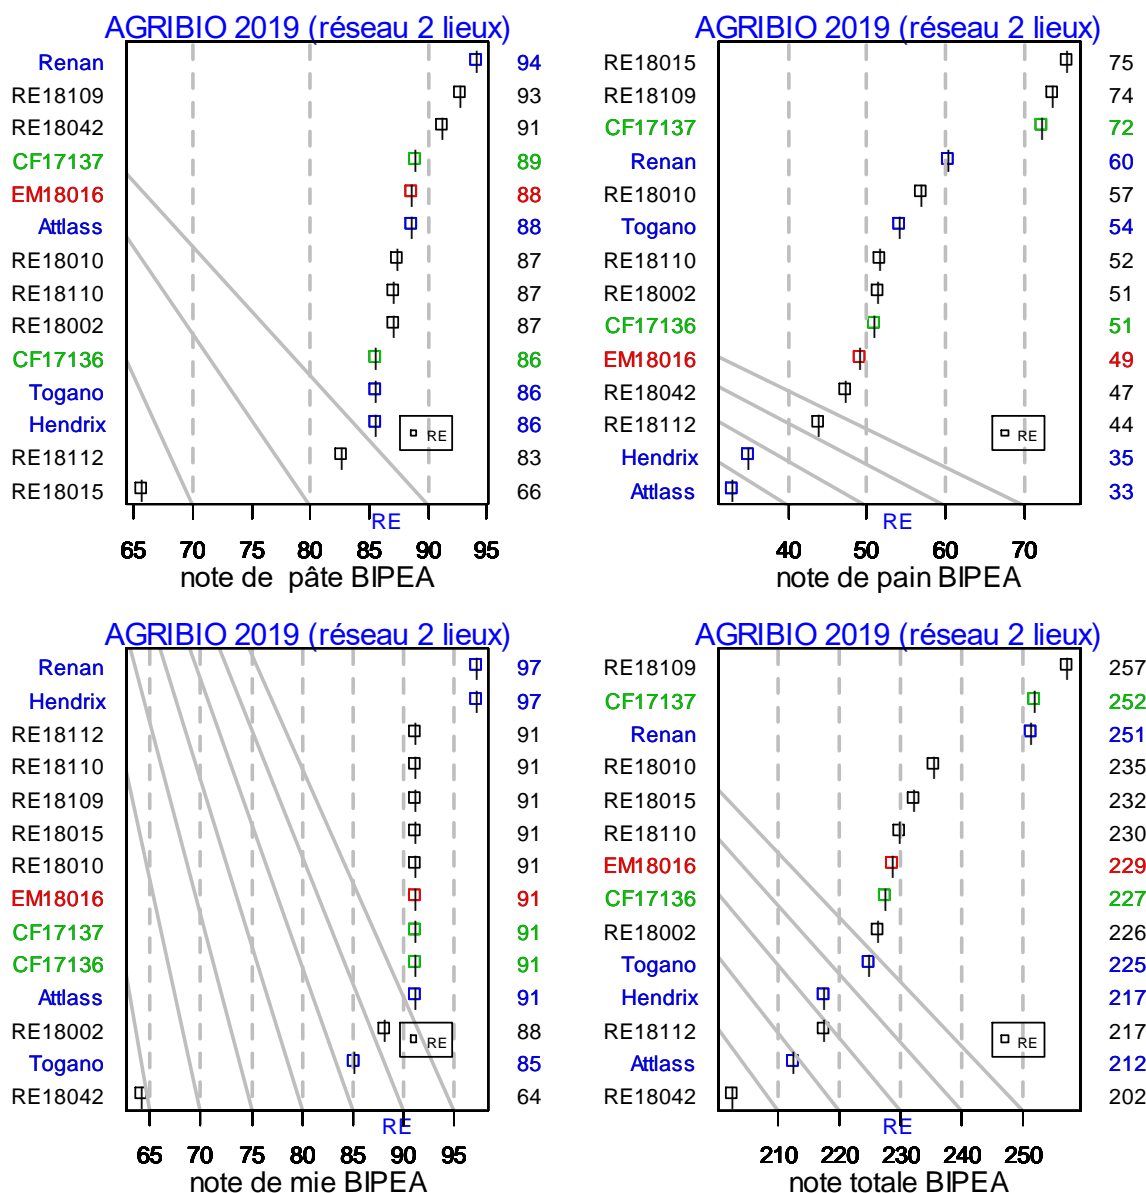 AGRIBIO 2019 (réseau 2 lieux)
Renan 94
RE18109 93
RE18042 91
CF17137 89
EM18016 88
Attlass 88
RE18010 87
RE18110 87
RE18002 87
CF17136 86
Togano 86
Hendrix 86
RE
RE18112 83
RE18015 66
RE
65 70 75 80 85 90 95
note de pâte BIPEA
AGRIBIO 2019 (réseau 2 lieux)
RE18015 75
RE18109 74
CF17137 72
Renan 60
RE18010 57
Togano 54
RE18110 52
RE18002 51
CF17136 51
EM18016 49
RE18042 47
RE18112 44
RE
Hendrix 35
Attlass 33
RE
40 50 60 70
note de pain BIPEA
AGRIBIO 2019 (réseau 2 lieux)
Renan 97
Hendrix 97
RE18112 91
RE18110 91
RE18109 91
RE18015 91
RE18010 91
EM18016 91
CF17137 91
CF17136 91
Attlass 91
RE18002 88
RE
Togano 85
RE18042 64
RE
65 70 75 80 85 90 95
note de mie BIPEA
AGRIBIO 2019 (réseau 2 lieux)
RE18109 257
CF17137 252
Renan 251
RE18010 235
RE18015 232
RE18110 230
EM18016 229
CF17136 227
RE18002 226
Togano 225
Hendrix 217
RE18112 217
RE
Attlass 212
RE18042 202
RE
210 220 230 240 250
note totale BIPEA